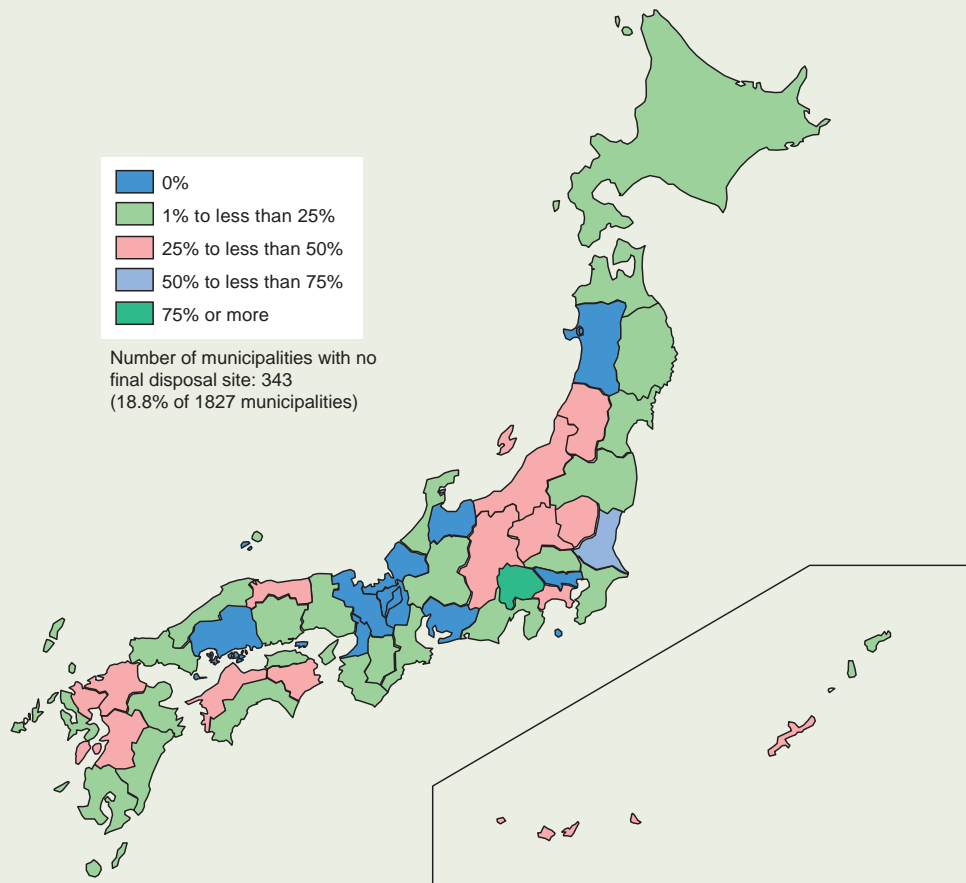 0%
1% to less than 25%
25% to less than 50%
50% to less than 75%
75% or more
Number of municipalities with no
final disposal site: 343
(18.8% of 1827 municipalities)